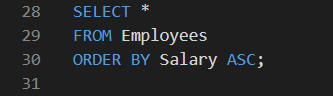 28 SELECT *
29 FROM Employees
30 ORDER BY Salary ASC;
31